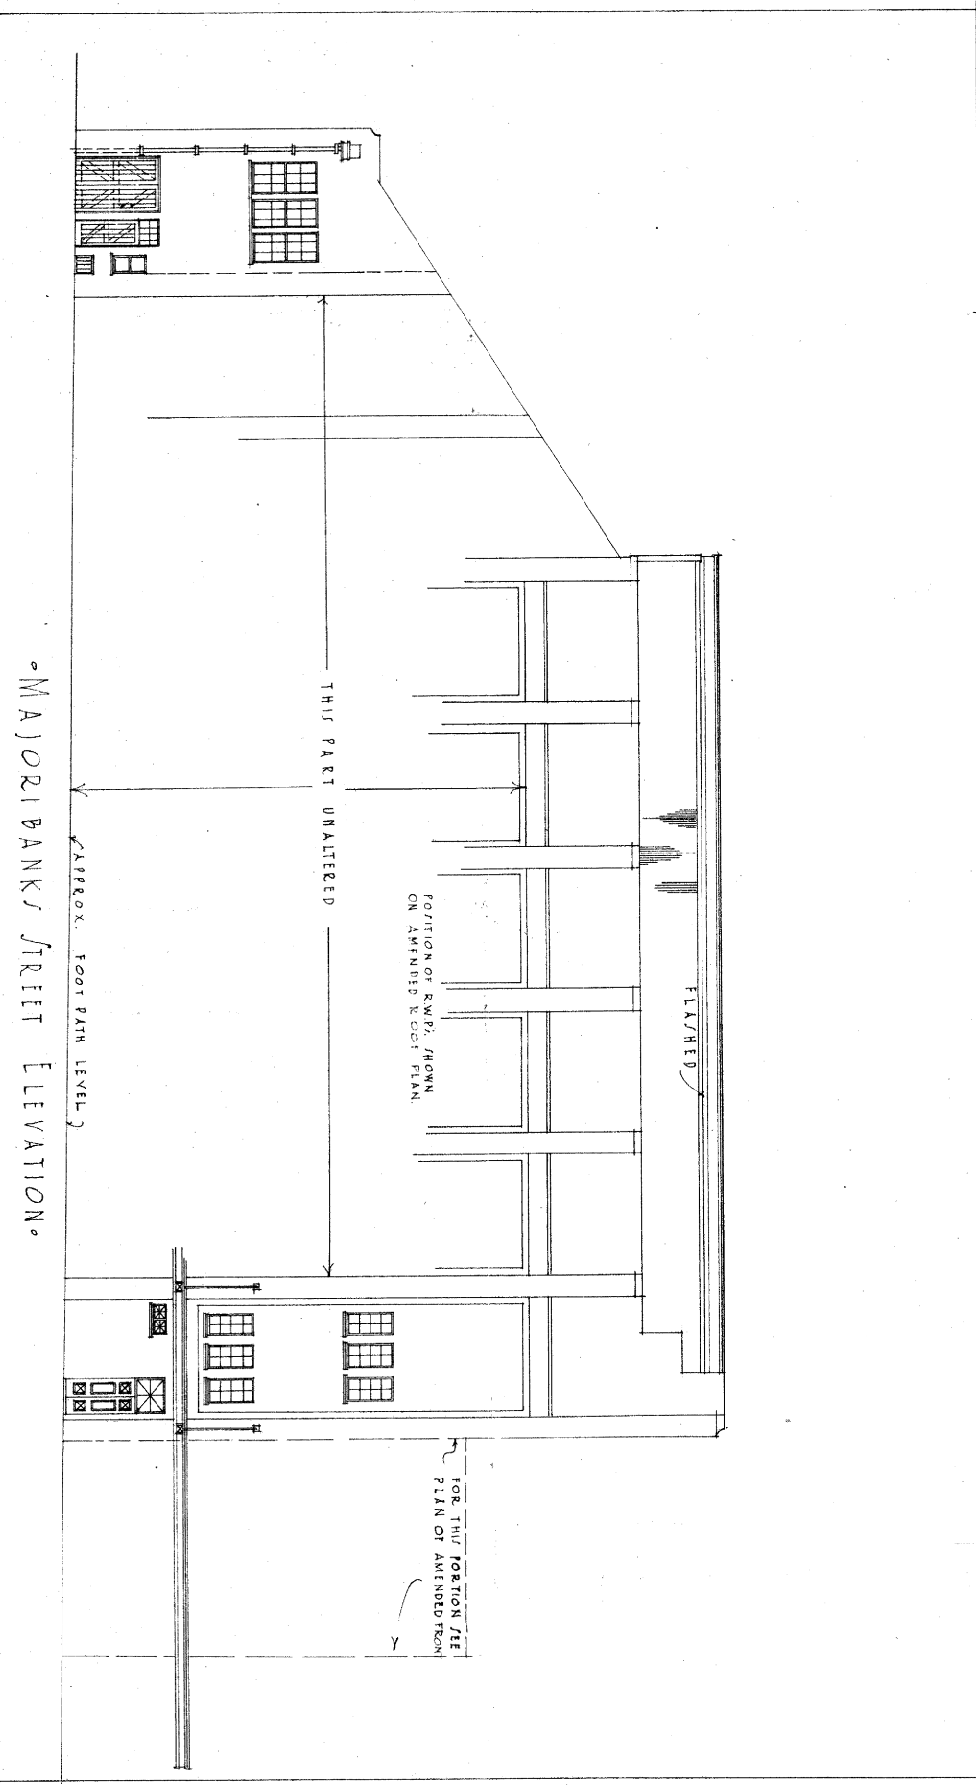 FLASHED
POSITION OF R.W.P's. SHOWN
ON AMENDED ROOF PLAN.
THIS PART UNALTERED
FOR THIS PORTION SEE
PLAN OF AMENDED FRON
(APPROX. FOOT PATH LEVEL)
•MAJORIBANKS STREET ELEVATION•